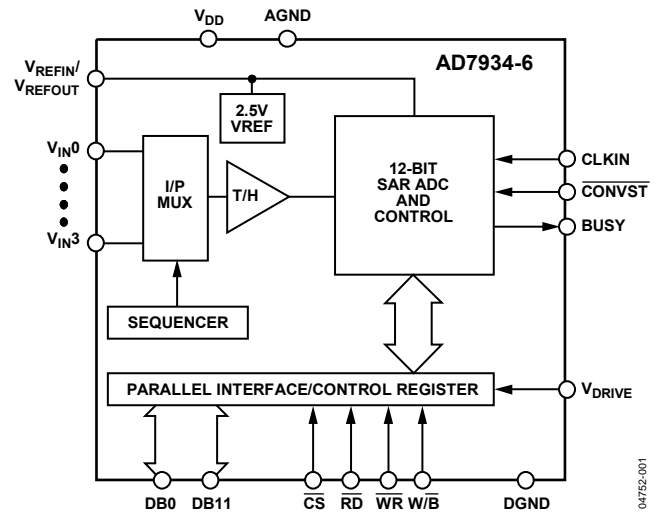 VDD
AGND
VREFIN/
VREFOUT
AD7934-6
2.5V
VREF
VIN0
I/P
MUX
T/H
12-BIT
SAR ADC
AND
CONTROL
CLKIN
CONVST
BUSY
VIN3
SEQUENCER
PARALLEL INTERFACE/CONTROL REGISTER
VDRIVE
DB0
DB11
CS
RD
WR
W/B
DGND
04752-001